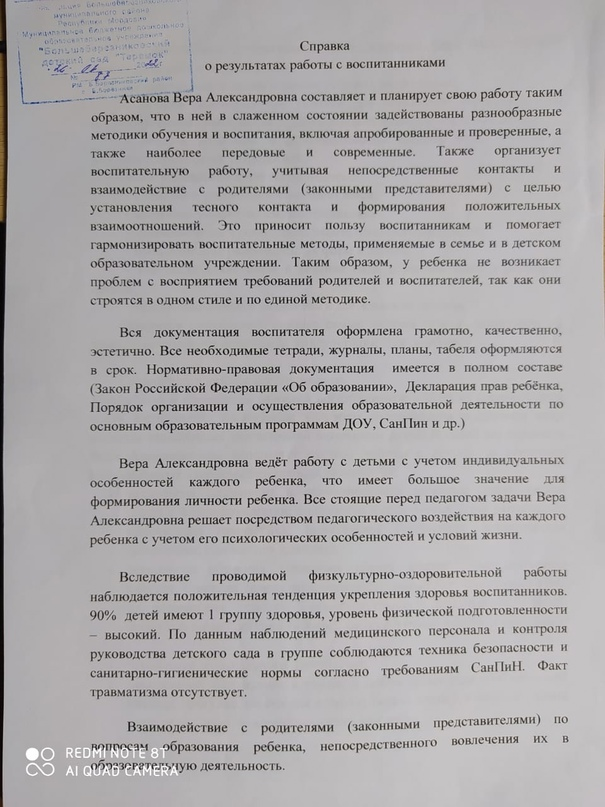 муниципального района
Республики Мордовия
Муниципальное бюджетное дошкольное
образовательное учреждение
"Большеберезниковский
детский сад "Теремок"
Справка
о результатах работы с воспитанниками
Асанова Вера Александровна составляет и планирует свою работу таким
образом, что в ней в слаженном состоянии задействованы разнообразные
методики обучения и воспитания, включая апробированные и проверенные, а
также наиболее передовые и современные. Также организует
воспитательную работу, учитывая непосредственные контакты и
взаимодействие с родителями (законными представителями) с целью
установления тесного контакта и формирования положительных
взаимоотношений. Это приносит пользу воспитанникам и помогает
гармонизировать воспитательные методы, применяемые в семье и в детском
образовательном учреждении. Таким образом, у ребенка не возникает
проблем с восприятием требований родителей и воспитателей, так как они
строятся в одном стиле и по единой методике.
Вся документация воспитателя оформлена грамотно, качественно,
эстетично. Все необходимые тетради, журналы, планы, табеля оформляются
в срок. Нормативно-правовая документация имеется в полном составе
(Закон Российской Федерации «Об образовании», Декларация прав ребёнка,
Порядок организации и осуществления образовательной деятельности по
основным образовательным программам ДОУ, СанПин и др.)
Вера Александровна ведёт работу с детьми с учетом индивидуальных
особенностей каждого ребенка, что имеет большое значение для
формирования личности ребенка. Все стоящие перед педагогом задачи Вера
Александровна решает посредством педагогического воздействия на каждого
ребенка с учетом его психологических особенностей и условий жизни.
Вследствие проводимой физкультурно-оздоровительной работы
наблюдается положительная тенденция укрепления здоровья воспитанников.
90% детей имеют 1 группу здоровья, уровень физической подготовленности
– высокий. По данным наблюдений медицинского персонала и контроля
руководства детского сада в группе соблюдаются техника безопасности и
санитарно-гигиенические нормы согласно требованиям СанПиН. Факт
травматизма отсутствует.
Взаимодействие с родителями (законными представителями) по
вопросам образования ребенка, непосредственного вовлечения их в
образовательную деятельность.
REDMI NOTE 8T
AI QUAD CAMERA